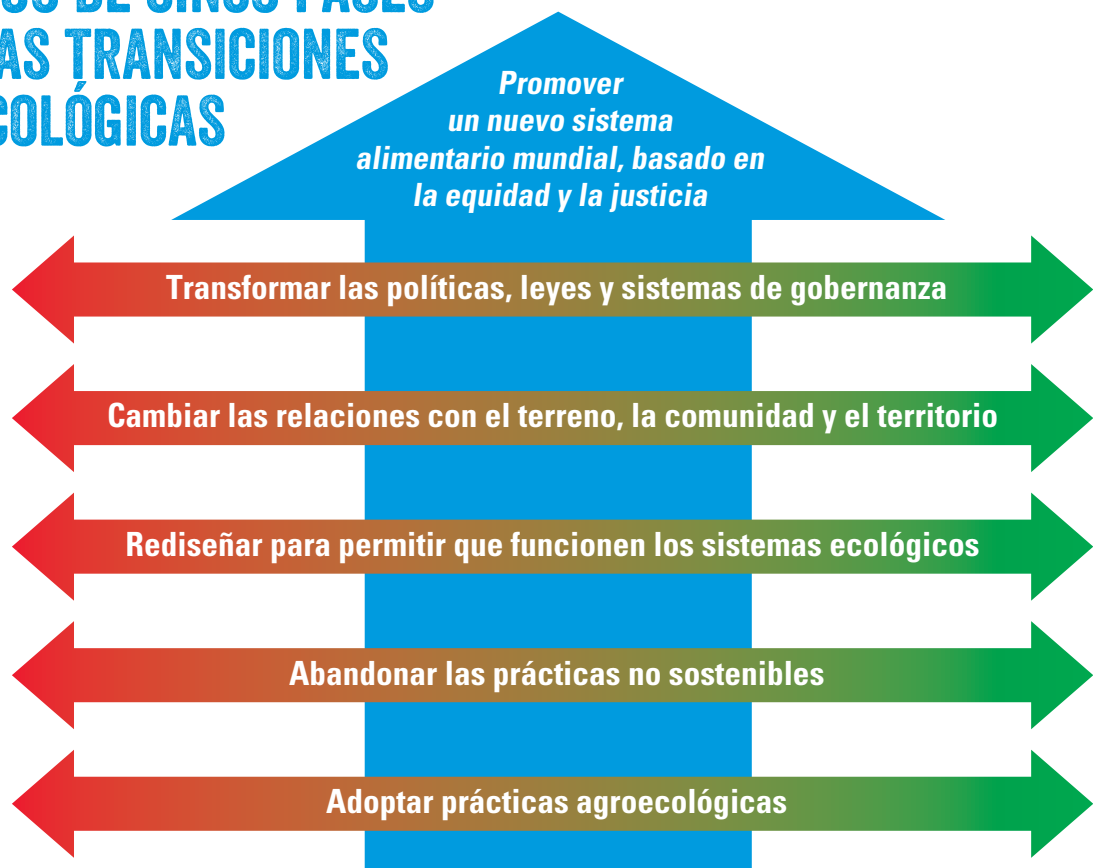 DE CINCO
AS TRANSICIONES
COLÓGICAS
Promover
un nuevo sistema
alimentario mundial, basado en
la equidad y la justicia
Transformar las políticas, leyes y sistemas de gobernanza
Cambiar las relaciones con el terreno, la comunidad y el territorio
Rediseñar para permitir que funcionen los sistemas ecológicos
Abandonar las prácticas no sostenibles
Adoptar prácticas agroecológicas